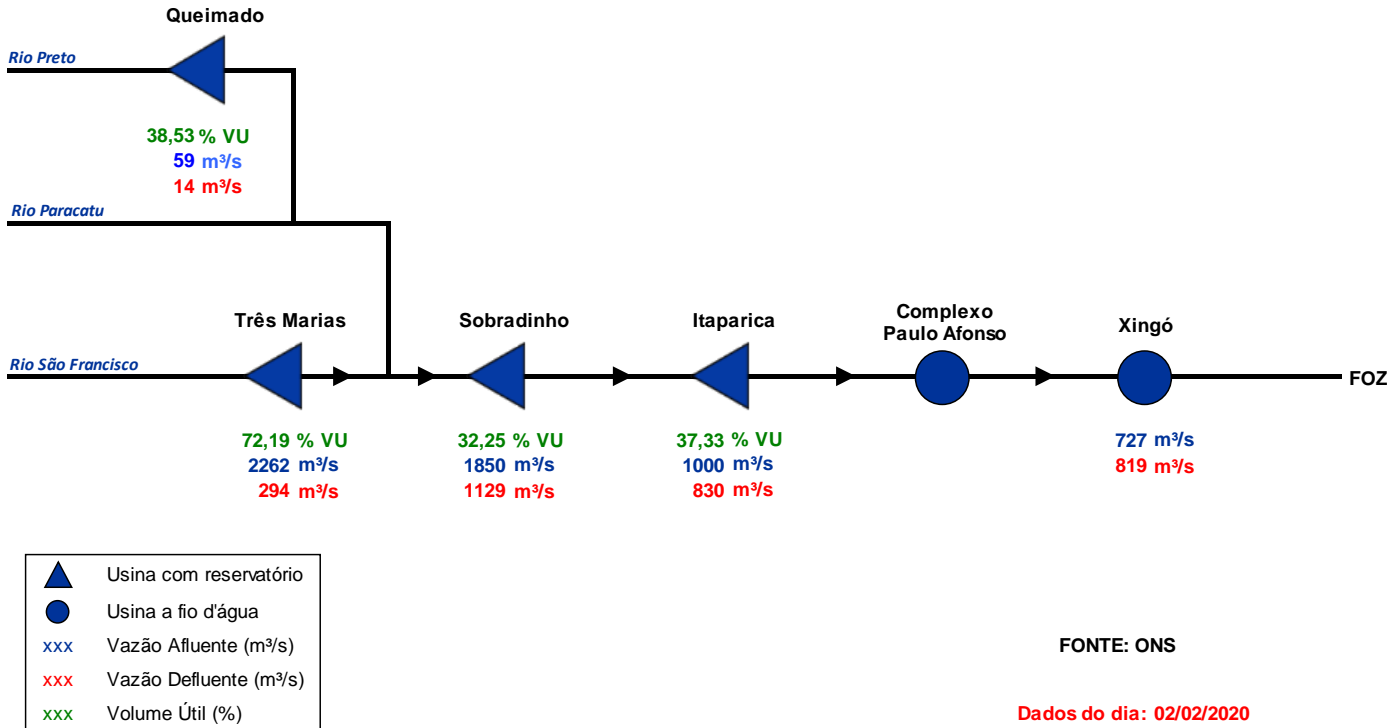 Queimado
Rio Preto
38,53 % VU
59 m³/s
14 m³/s
Rio Paracatu
Três Marias
Sobradinho
Itaparica
Complexo
Paulo Afonso
Xingó
Rio São Francisco
FOZ
72,19 % VU
2262 m³/s
294 m³/s
32,25 % VU
1850 m³/s
1129 m³/s
37,33 % VU
1000 m³/s
830 m³/s
727 m³/s
819 m³/s
Usina com reservatório
Usina a fio d'água
xxx Vazão Afluente (m³/s)
xxx Vazão Defluente (m³/s)
xxx Volume Útil (%)
FONTE: ONS
Dados do dia: 02/02/2020